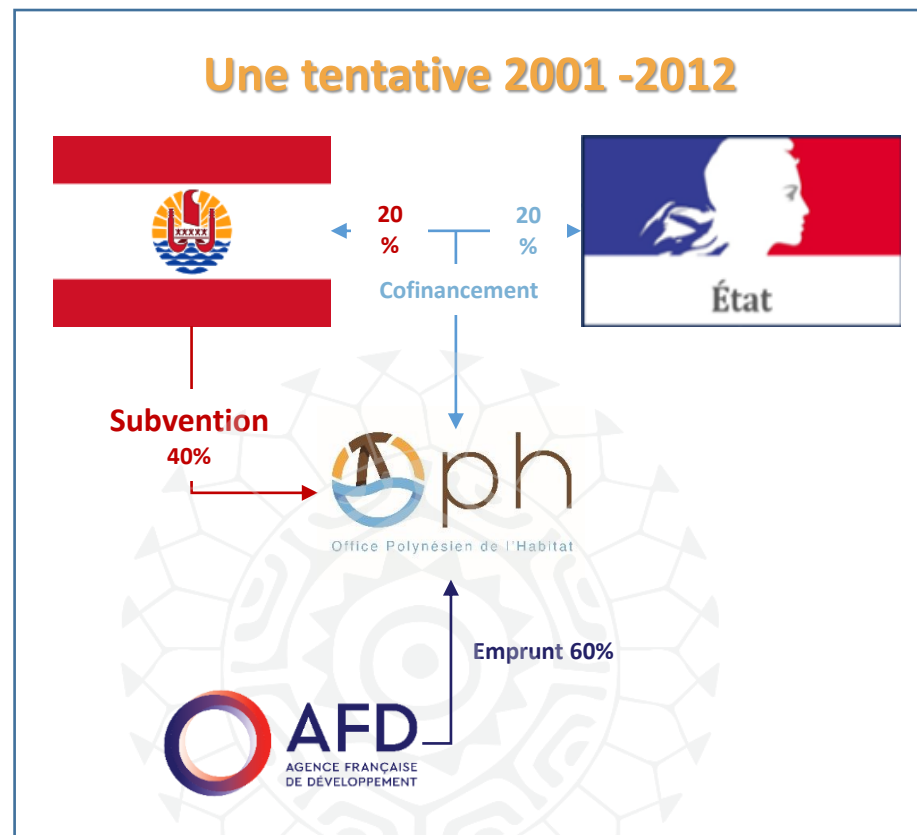 Une tentative 2001 -2012
20
%
20
%
Cofinancement
État
Subvention
40%
Oph
Office Polynésien de l'Habitat
Emprunt 60%
AFD
AGENCE FRANÇAISE
DE DÉVELOPPEMENT